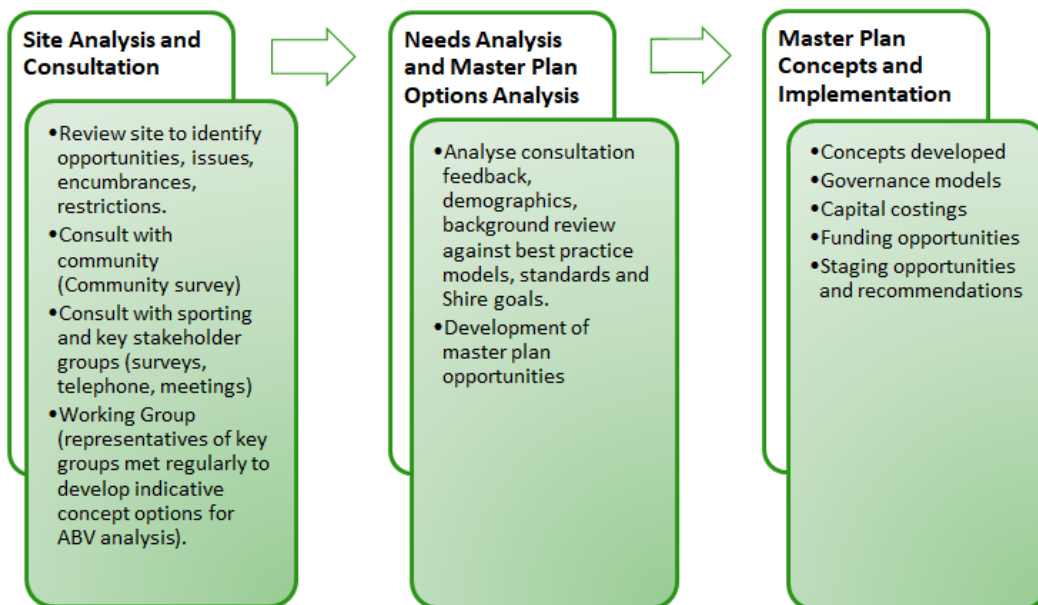 Site Analysis and
Consultation
•Review site to identify
opportunities, issues,
encumbrances,
restrictions.
•Consult with
community
(Community survey)
•Consult with sporting
and key stakeholder
groups (surveys,
telephone, meetings)
•Working Group
(representatives of key
groups met regularly to
develop indicative
concept options for
ABV analysis).
Needs Analysis
and Master Plan
Options Analysis
•Analyse consultation
feedback,
demographics,
background review
against best practice
models, standards and
Shire goals.
•Development of
master plan
opportunities
Master Plan
Concepts and
Implementation
•Concepts developed
•Governance models
•Capital costings
•Funding opportunities
•Staging opportunities
and recommendations